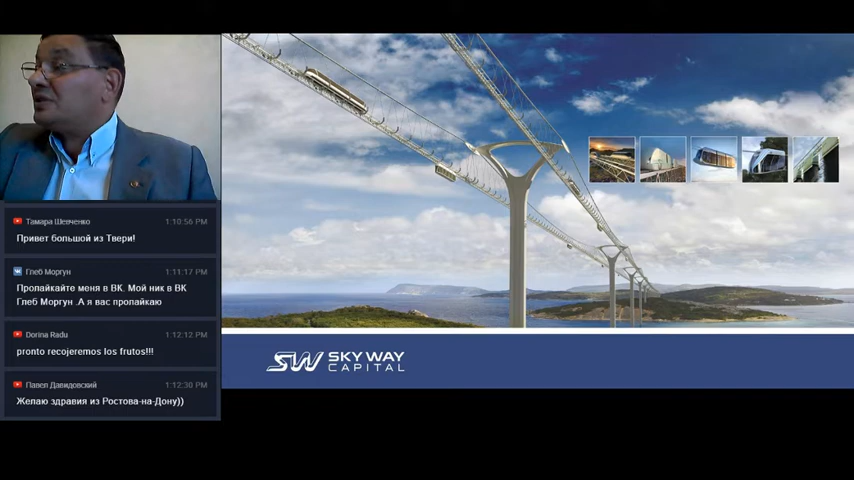 Тамара Шевченко 1:10:56 PM
Привет большой из Твери!
Глеб Моргун 1:11:17 PM
Пролайкайте меня в ВК. Мой ник в ВК
Глеб Моргун .А я вас пролайкаю
Dorina Radu 1:12:12 PM
pronto recojeremos los frutos!!!
Павел Давидовский 1:12:30 PM
Желаю здравия из Ростова-на-Дону))
SW SKY WAY
CAPITAL